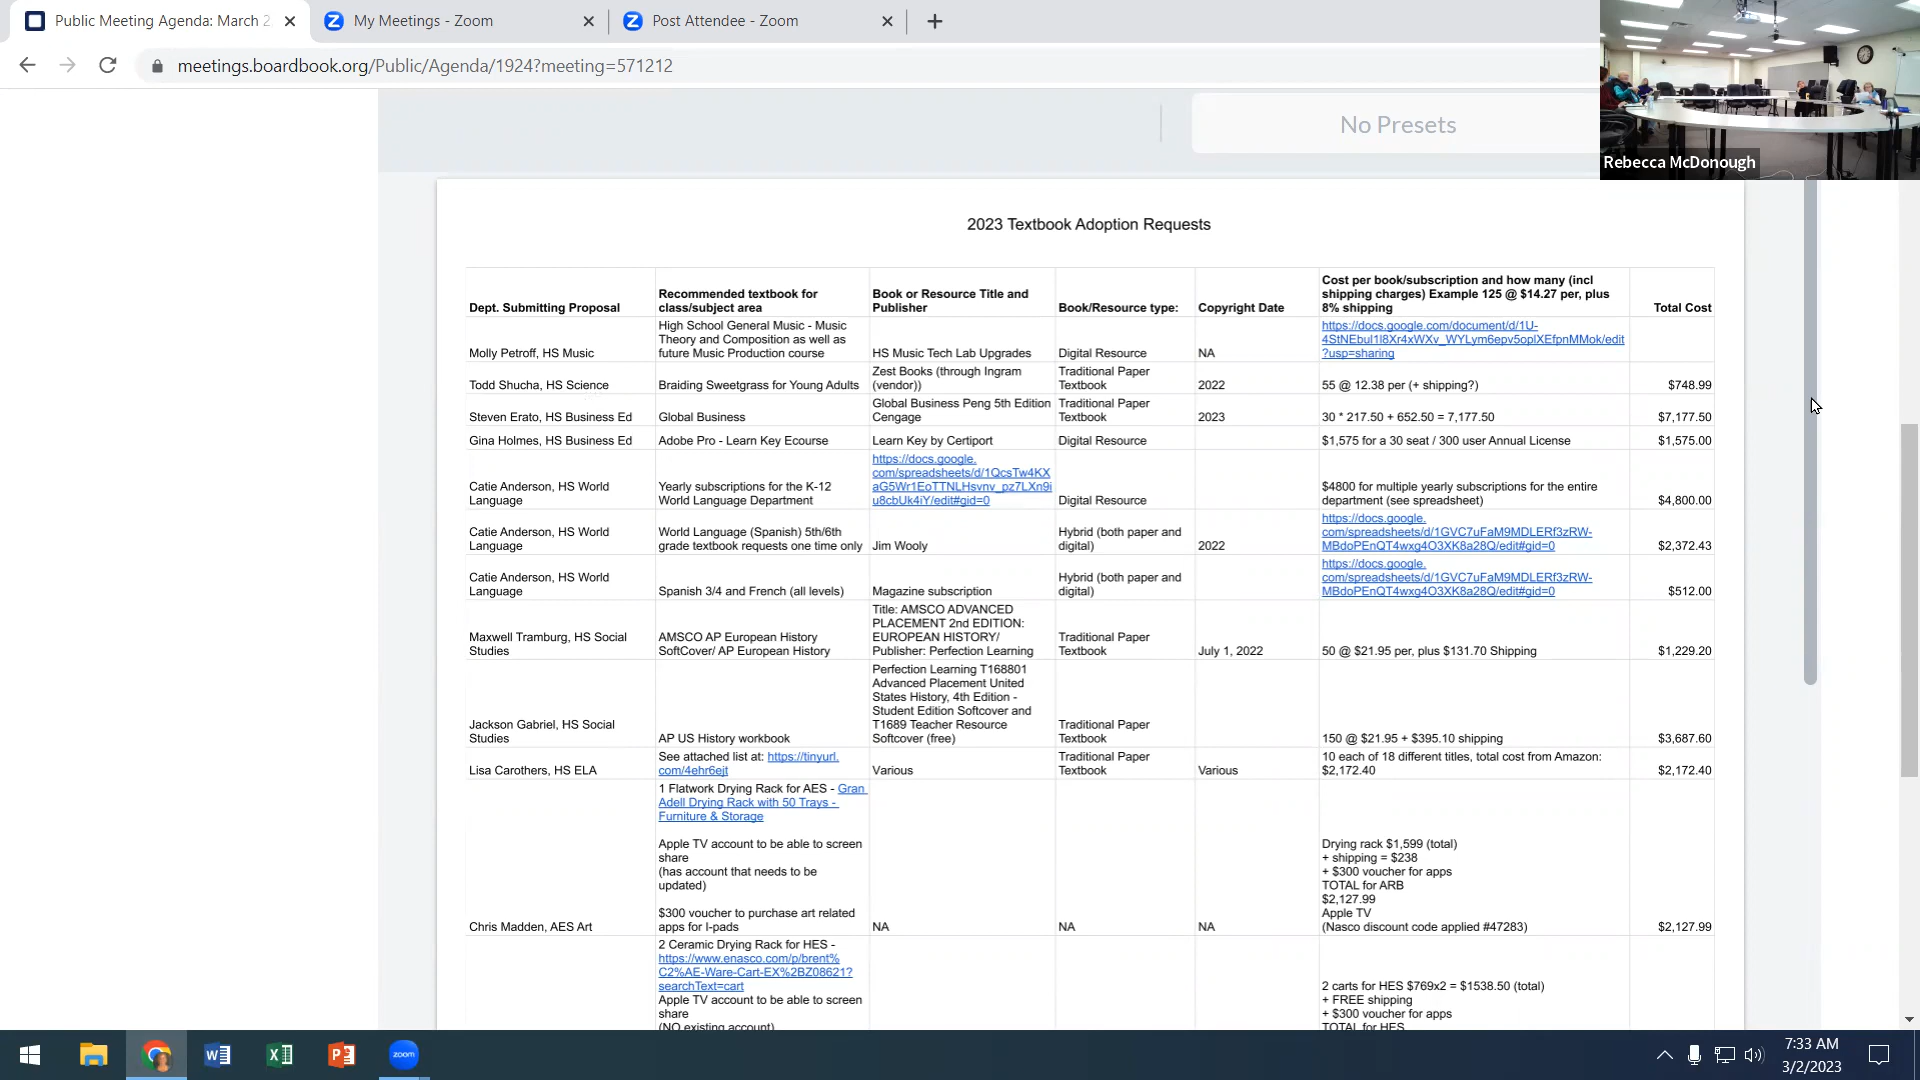 Public Meeting Agenda: March 2
My Meetings - Zoom
Post Attendee - Zoom
meetings.boardbook.org/Public/Agenda/1924?meeting=571212
No Presets
Rebecca McDonough
2023 Textbook Adoption Requests
Dept. Submitting Proposal
Recommended textbook for
class/subject area
Book or Resource Title and
Publisher
Book/Resource type:
Copyright Date
Cost per book/subscription and how many (incl
shipping charges) Example 125 @ $14.27 per, plus
8% shipping
Total Cost
Molly Petroff, HS Music
High School General Music - Music
Theory and Composition as well as
future Music Production course
HS Music Tech Lab Upgrades
Digital Resource
NA
https://docs.google.com/document/d/1U-
4StNEbul1l8Xr4xWXv_WYLym6epv5oplXEfpnMMok/edit
?usp=sharing
Todd Shucha, HS Science
Braiding Sweetgrass for Young Adults
Zest Books (through Ingram
(vendor))
Traditional Paper
Textbook
2022
55 @ 12.38 per (+ shipping?)
$748.99
Steven Erato, HS Business Ed
Global Business
Global Business Peng 5th Edition
Cengage
Traditional Paper
Textbook
2023
30 * 217.50 + 652.50 = 7,177.50
$7,177.50
Gina Holmes, HS Business Ed
Adobe Pro - Learn Key Ecourse
Learn Key by Certiport
Digital Resource
$1,575 for a 30 seat / 300 user Annual License
$1,575.00
Catie Anderson, HS World
Language
Yearly subscriptions for the K-12
World Language Department
https://docs.google.
com/spreadsheets/d/1QcsTw4KX
aG5Wr1EoTTNLHsvnv_pz7LXn9i
u8cbUk4iY/edit#gid=0
Digital Resource
$4800 for multiple yearly subscriptions for the entire
department (see spreadsheet)
$4,800.00
Catie Anderson, HS World
Language
World Language (Spanish) 5th/6th
grade textbook requests one time only
Jim Wooly
Hybrid (both paper and
digital)
2022
https://docs.google.
com/spreadsheets/d/1GVC7uFaM9MDLERf3zRW-
MBdoPEnQT4wxg4O3XK8a28Q/edit#gid=0
$2,372.43
Catie Anderson, HS World
Language
Spanish 3/4 and French (all levels)
Magazine subscription
Hybrid (both paper and
digital)
https://docs.google.
com/spreadsheets/d/1GVC7uFaM9MDLERf3zRW-
MBdoPEnQT4wxg4O3XK8a28Q/edit#gid=0
$512.00
Maxwell Tramburg, HS Social
Studies
AMSCO AP European History
SoftCover/ AP European History
Title: AMSCO ADVANCED
PLACEMENT 2nd EDITION:
EUROPEAN HISTORY/
Publisher: Perfection Learning
Traditional Paper
Textbook
July 1, 2022
50 @ $21.95 per, plus $131.70 Shipping
$1,229.20
Jackson Gabriel, HS Social
Studies
AP US History workbook
Perfection Learning T168801
Advanced Placement United
States History, 4th Edition -
Student Edition Softcover and
T1689 Teacher Resource
Softcover (free)
Traditional Paper
Textbook
150 @ $21.95 + $395.10 shipping
$3,687.60
Lisa Carothers, HS ELA
See attached list at: https://tinyurl.
com/4ehr6ejt
Various
Traditional Paper
Textbook
Various
10 each of 18 different titles, total cost from Amazon:
$2,172.40
$2,172.40
Chris Madden, AES Art
1 Flatwork Drying Rack for AES - Gran
Adell Drying Rack with 50 Trays -
Furniture & Storage
Apple TV account to be able to screen
share
(has account that needs to be
updated)
$300 voucher to purchase art related
apps for I-pads
NA
NA
NA
Drying rack $1,599 (total)
+ shipping = $238
+ $300 voucher for apps
TOTAL for ARB
$2,127.99
Apple TV
(Nasco discount code applied #47283)
$2,127.99
2 Ceramic Drying Rack for HES -
https://www.enasco.com/p/brent%
C2%AE-Ware-Cart-EX%2BZ08621?
searchText=cart
Apple TV account to be able to screen
share
(NO existing account)
2 carts for HES $769x2 = $1538.50 (total)
+ FREE shipping
+ $300 voucher for apps
TOTAL for HES
zoom
7:33 AM
3/2/2023